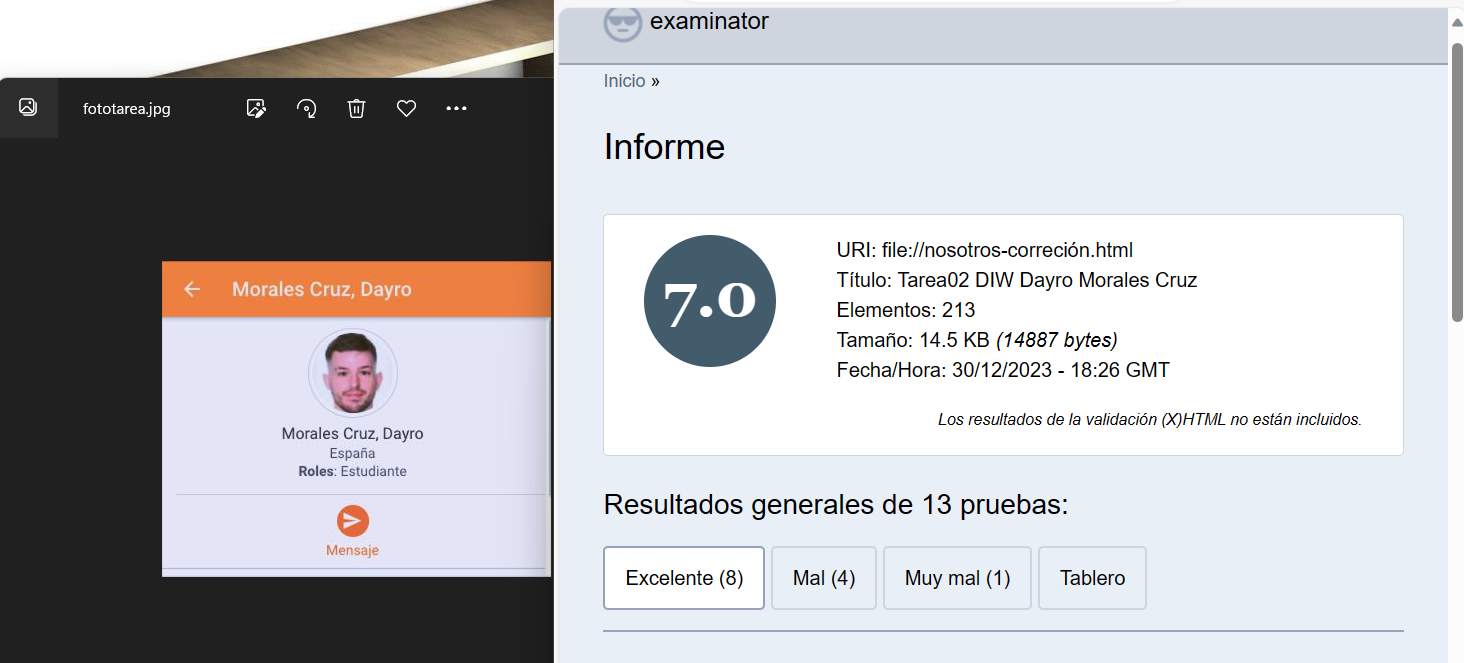 fototarea.jpg
Morales Cruz, Dayro
Morales Cruz, Dayro
España
Roles: Estudiante
Mensaje
examinator
Inicio »
Informe
7.0
URI: file://nosotros-correción.html
Título: Tarea02 DIW Dayro Morales Cruz
Elementos: 213
Tamaño: 14.5 KB (14887 bytes)
Fecha/Hora: 30/12/2023 - 18:26 GMT
Los resultados de la validación (X)HTML no están incluidos.
Resultados generales de 13 pruebas:
Excelente (8) Mal (4) Muy mal (1) Tablero